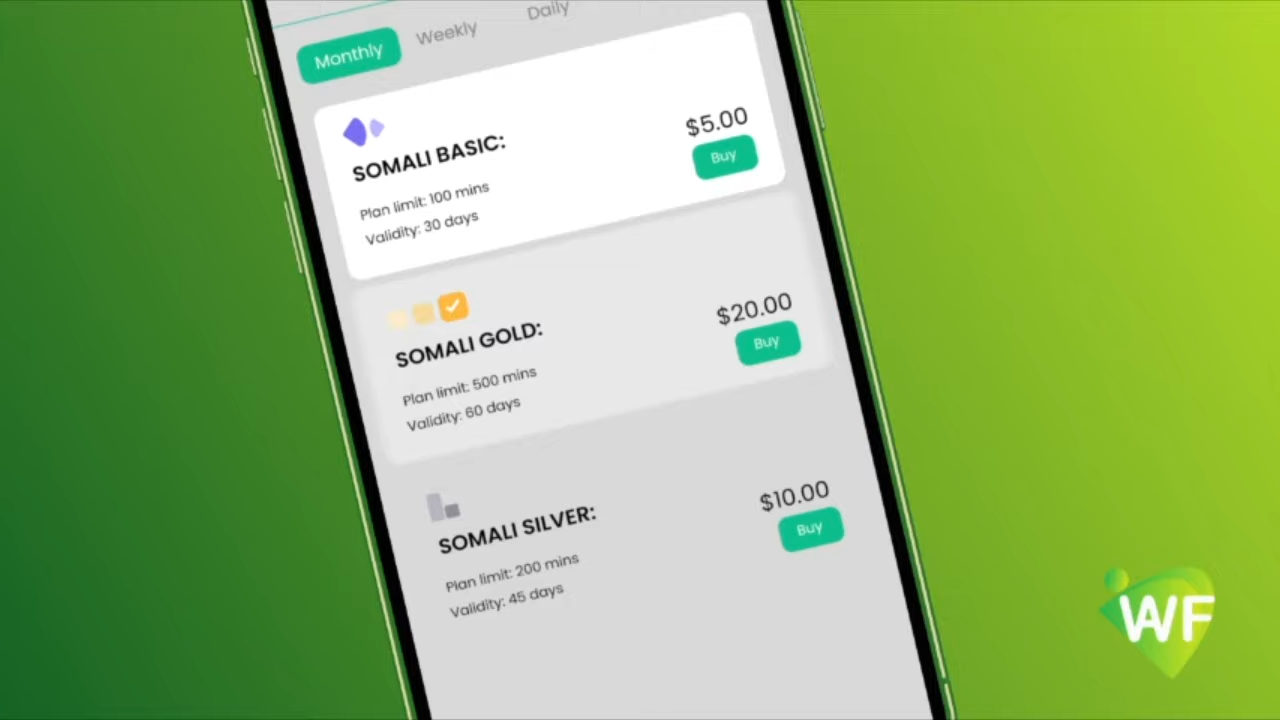 Monthly Weekly Daily
SOMALI BASIC:
Plan limit: 100 mins
Validity: 30 days
$5.00
Buy
SOMALI GOLD:
Plan limit: 500 mins
Validity: 60 days
$20.00
Buy
SOMALI SILVER:
Plan limit: 200 mins
Validity: 45 days
$10.00
Buy
WF